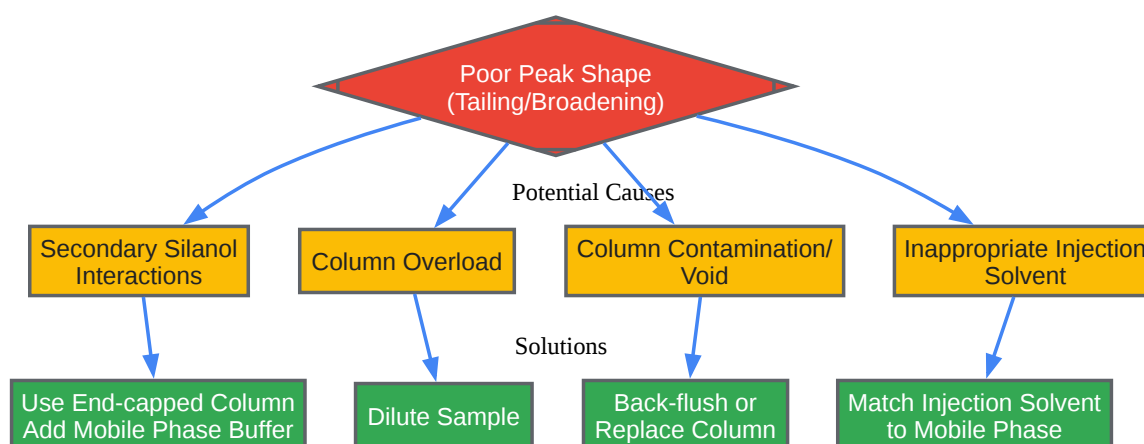 Poor Peak Shape
(Tailing/Broadening)
Potential Causes
Secondary Silanol
Interactions
Column Overload
Column Contamination/
Void
Inappropriate Injection
Solvent
Solutions
Use End-capped Column
Add Mobile Phase Buffer
Dilute Sample
Back-flush or
Replace Column
Match Injection Solvent
to Mobile Phase